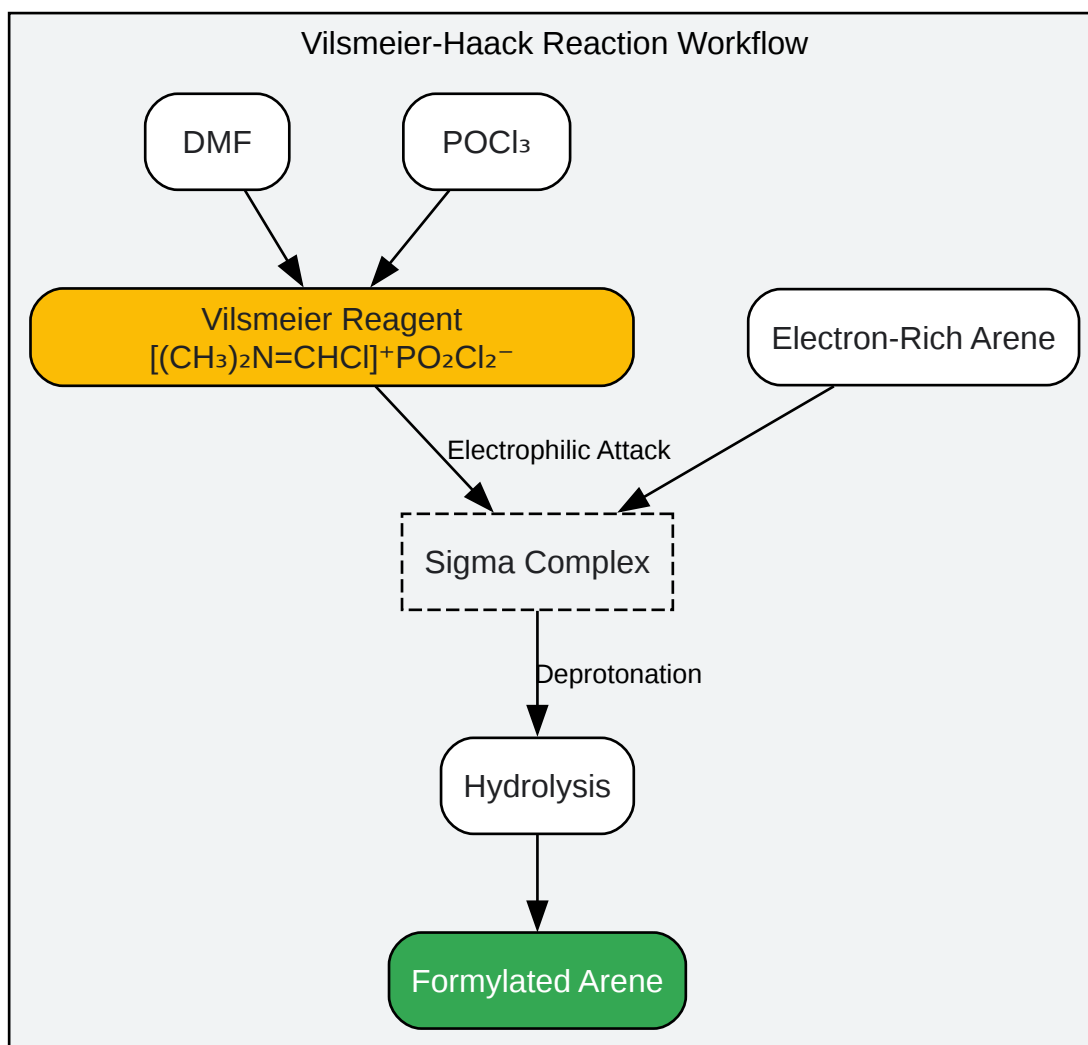 Vilsmeier-Haack Reaction Workflow
DMF
POCl₃
Vilsmeier Reagent
[(CH₃)₂N=CHCl]⁺PO₂Cl₂⁻
Electron-Rich Arene
Electrophilic Attack
Sigma Complex
Deprotonation
Hydrolysis
Formylated Arene